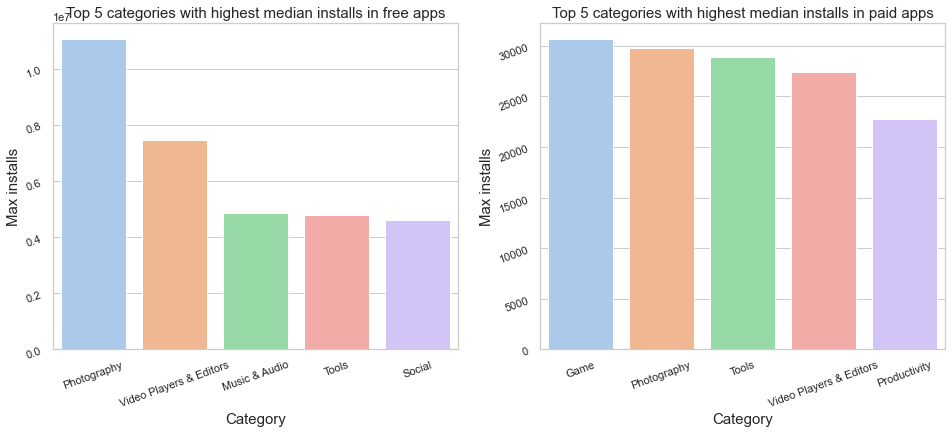 Top 5 categories with highest median installs in free apps
1e7
1.0
0.8
0.6
0.4
0.2
0.0
Max installs
Photography
Video Players & Editors
Music & Audio
Tools
Social
Category
Top 5 categories with highest median installs in paid apps
30000
25000
20000
15000
10000
5000
0
Max installs
Game
Photography
Tools
Video Players & Editors
Productivity
Category